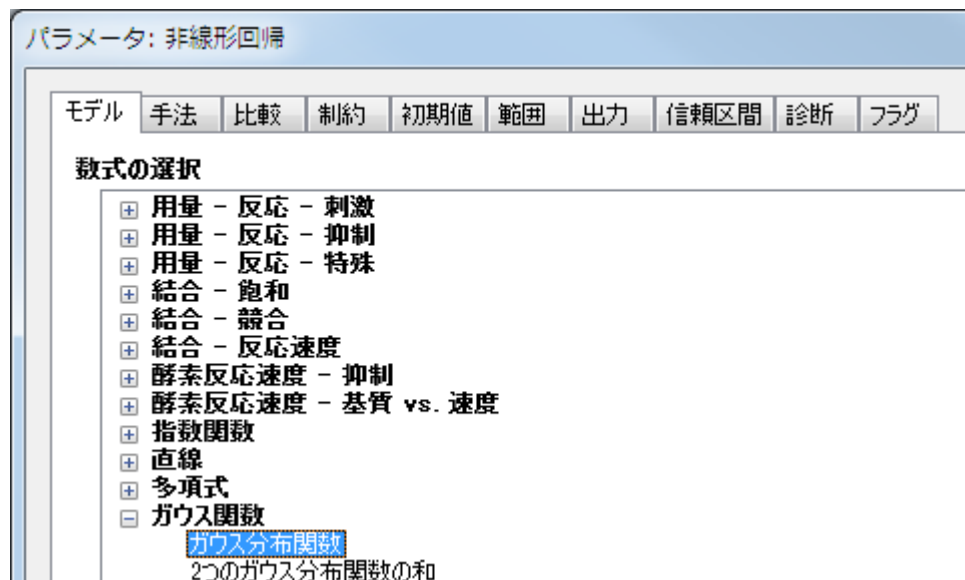 パラメータ: 非線形回帰
モデル 手法 比較 制約 初期値 範囲 出力 信頼区間 診断 フラグ
数式の選択
用量 - 反応 - 刺激
用量 - 反応 - 抑制
用量 - 反応 - 特殊
結合 - 飽和
結合 - 競合
結合 - 反応速度
酵素反応速度 - 抑制
酵素反応速度 - 基質 vs. 速度
指数関数
直線
多項式
ガウス関数
ガウス分布関数
2つのガウス分布関数の和